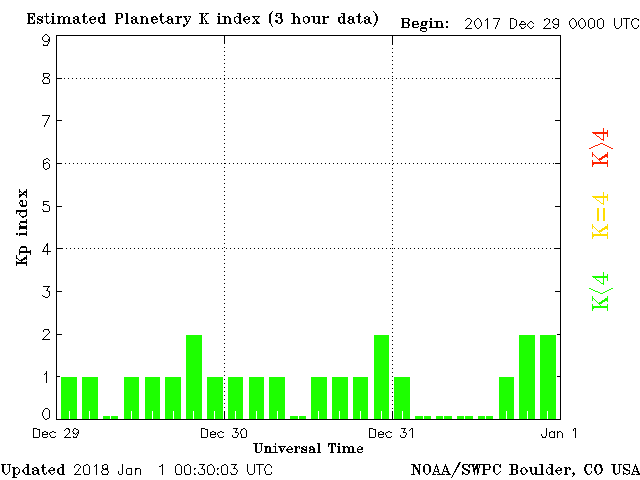 Estimated Planetary K index (3 hour data) Begin: 2017 Dec 29 0000 UTC
9
8
7
6
5
4
3
2
1
0
Kp index
K>4
K=4
K<4
Dec 29 Dec 30 Dec 31 Jan 1
Universal Time
Updated 2018 Jan 1 00:30:03 UTC NOAA/SWPC Boulder, CO USA